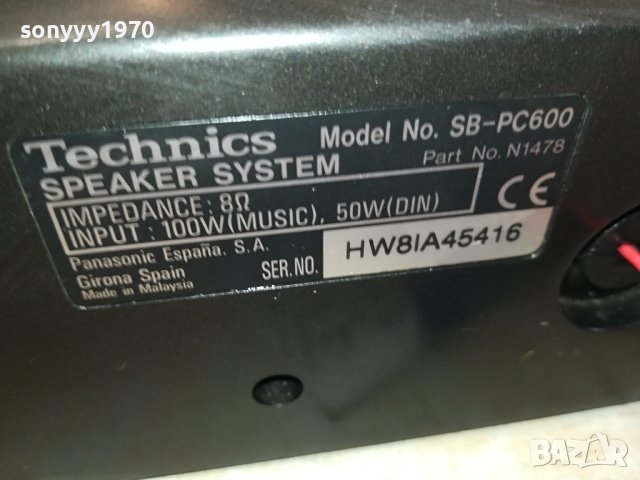 sonyyy1970
Technics Model No. SB-PC600
SPEAKER SYSTEM Part No. N1478
IMPEDANCE : 8Ω
INPUT : 100W(MUSIC), 50W(DIN)
CE
Panasonic España, S.A.
Girona Spain
Made in Malaysia
SER.NO. HW8IA45416
BAZAR